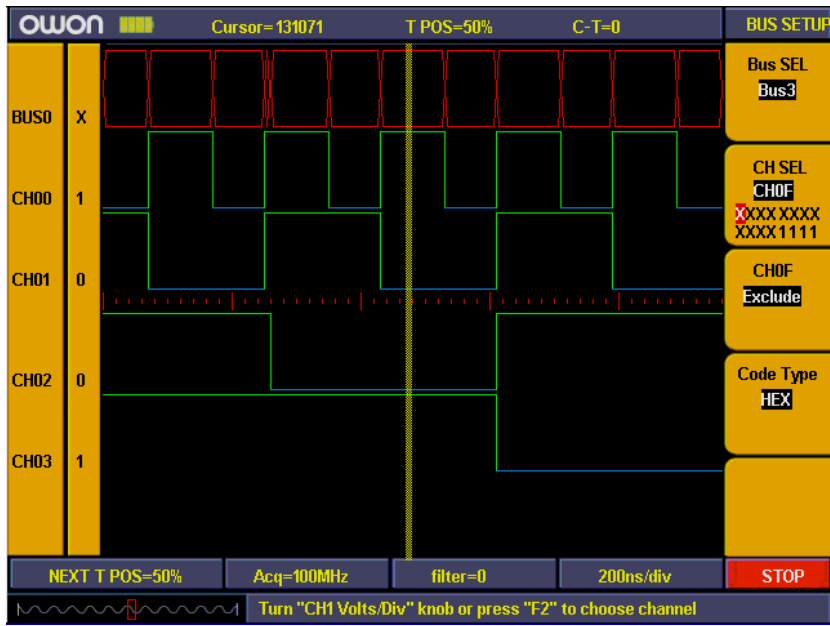 owon Cursor=131071 T POS=50% C-T=0 BUS SETUP
Bus SEL
Bus3
BUS0 X
CH SEL
CH0F
XXXX XXXX
XXXX 1111
CH00 1
CH0F
Exclude
CH01 0
Code Type
HEX
CH02 0
CH03 1
NEXT T POS=50% Acq=100MHz filter=0 200ns/div STOP
Turn "CH1 Volts/Div" knob or press "F2" to choose channel